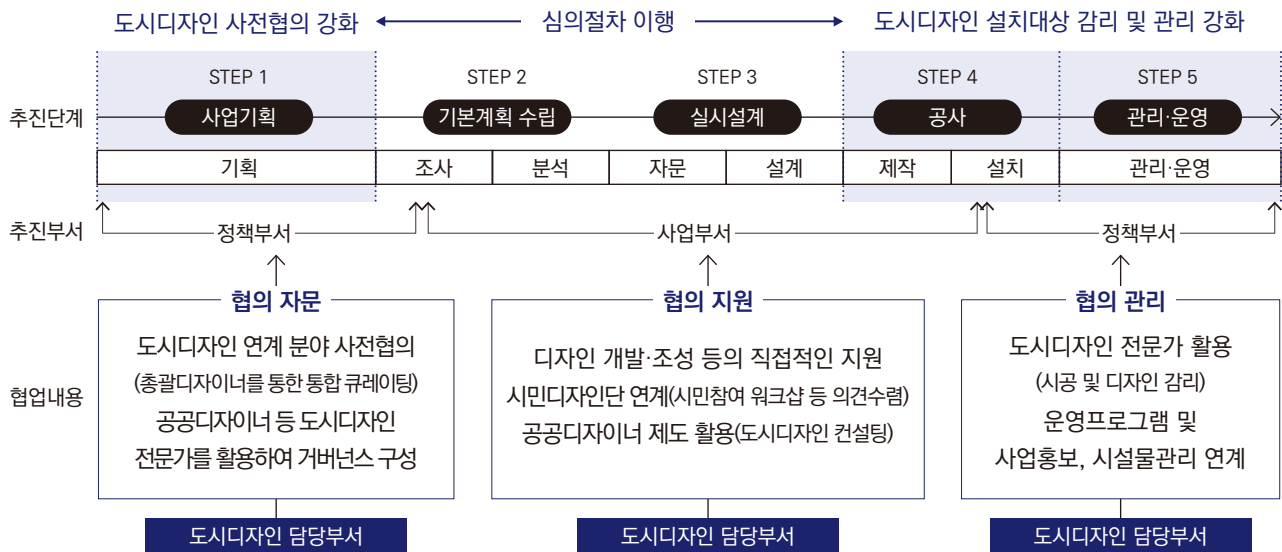 도시디자인 사전협의 강화
심의절차 이행
도시디자인 설치대상 감리 및 관리 강화
STEP 1
STEP 2
STEP 3
STEP 4
STEP 5
추진단계
사업기획
기본계획 수립
실시설계
공사
관리·운영
기획
조사
분석
자문
설계
제작
설치
관리·운영
추진부서
정책부서
사업부서
정책부서
협업내용
협의 자문
도시디자인 연계 분야 사전협의
(총괄디자이너를 통한 통합 큐레이팅)
공공디자이너 등 도시디자인
전문가를 활용하여 거버넌스 구성
도시디자인 담당부서
협의 지원
디자인 개발·조성 등의 직접적인 지원
시민디자인단 연계(시민참여 워크샵 등 의견수렴)
공공디자이너 제도 활용(도시디자인 컨설팅)
도시디자인 담당부서
협의 관리
도시디자인 전문가 활용
(시공 및 디자인 감리)
운영프로그램 및
사업홍보, 시설물관리 연계
도시디자인 담당부서